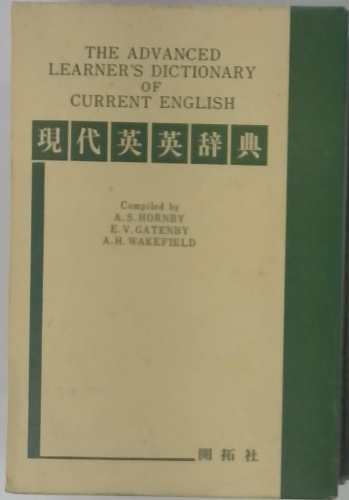 THE ADVANCED
LEARNER'S DICTIONARY
OF
CURRENT ENGLISH
現代英英辞典
Compiled by
A. S. HORNBY
E. V. GATENBY
A. H. WAKEFIELD
開拓社